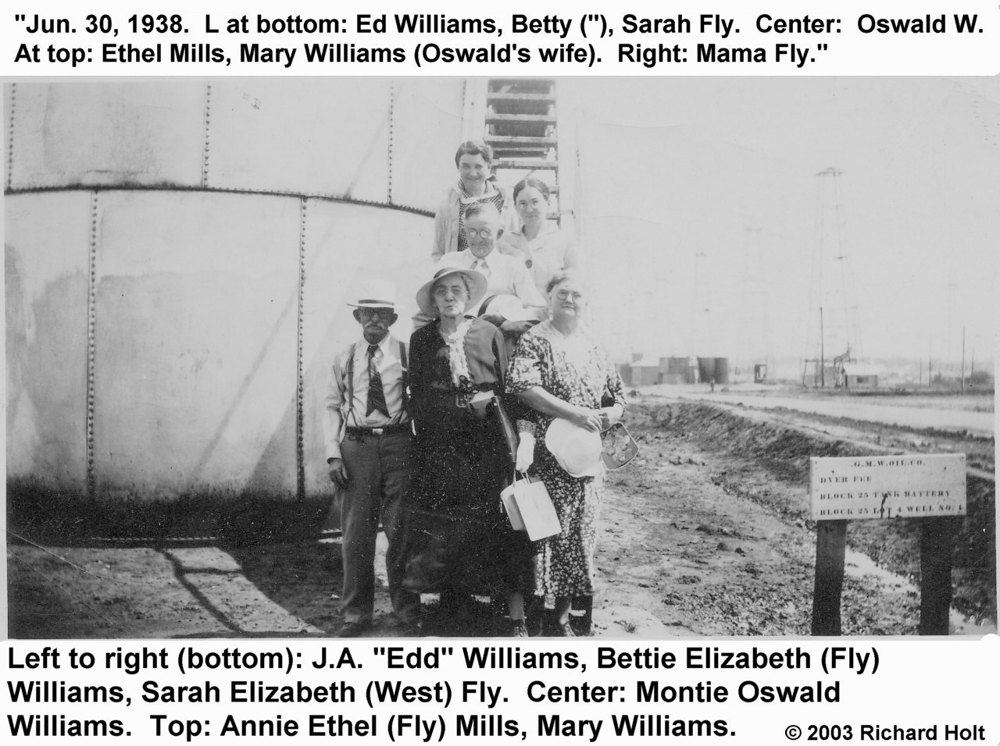 "Jun. 30, 1938.  L at bottom: Ed Williams, Betty ("), Sarah Fly.  Center:  Oswald W.
At top: Ethel Mills, Mary Williams (Oswald's wife).  Right: Mama Fly."
.G.M.W.OIL.CO.
DYER FEE
BLOCK 25 TANK BATTERY
BLOCK 25 LOT 4 WELL NO. 1
Left to right (bottom): J.A. "Edd" Williams, Bettie Elizabeth (Fly)
Williams, Sarah Elizabeth (West) Fly.  Center: Montie Oswald
Williams.  Top: Annie Ethel (Fly) Mills, Mary Williams.
© 2003 Richard Holt